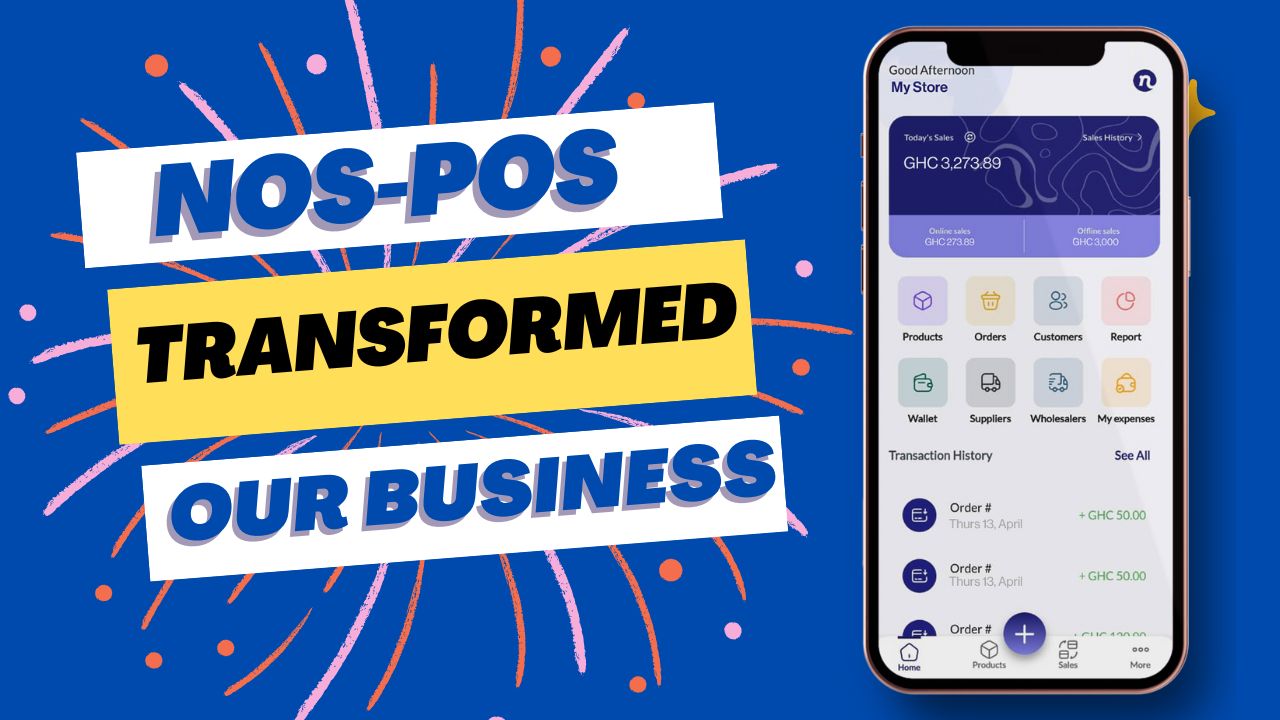 NOS-POS
TRANSFORMED
OUR BUSINESS
Good Afternoon
My Store
n
Today's Sales
Sales History >
GHC 3,273.89
Online sales
Offline sales
GHC 273.89
GHC 3,000
Products
Orders
Customers
Report
Wallet
Suppliers
Wholesalers
My expenses
Transaction History
See All
Order #
+ GHC 50.00
Thurs 13, April
Order #
+ GHC 50.00
Thurs 13, April
Order #
+ GHC
Home
Products
Sales
More